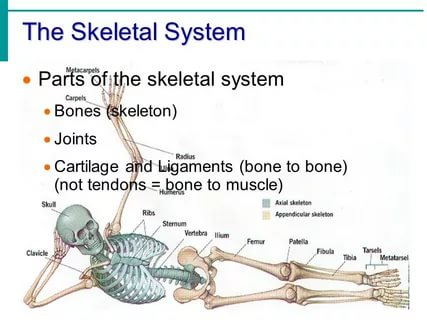 The Skeletal System
Metacarpels
Parts of the skeletal system
Carpels
Bones (skeleton)
Joints
Radius
Cartilage and Ligaments (bone to bone)
(not tendons = bone to muscle)
Humerus
Axial skeleton
Appendicular skeleton
Skull
Ribs
Sternum
Vertebra
Ilium
Femur
Patella
Fibula
Tibia
Tarsels
Metatarsel
Clavicle